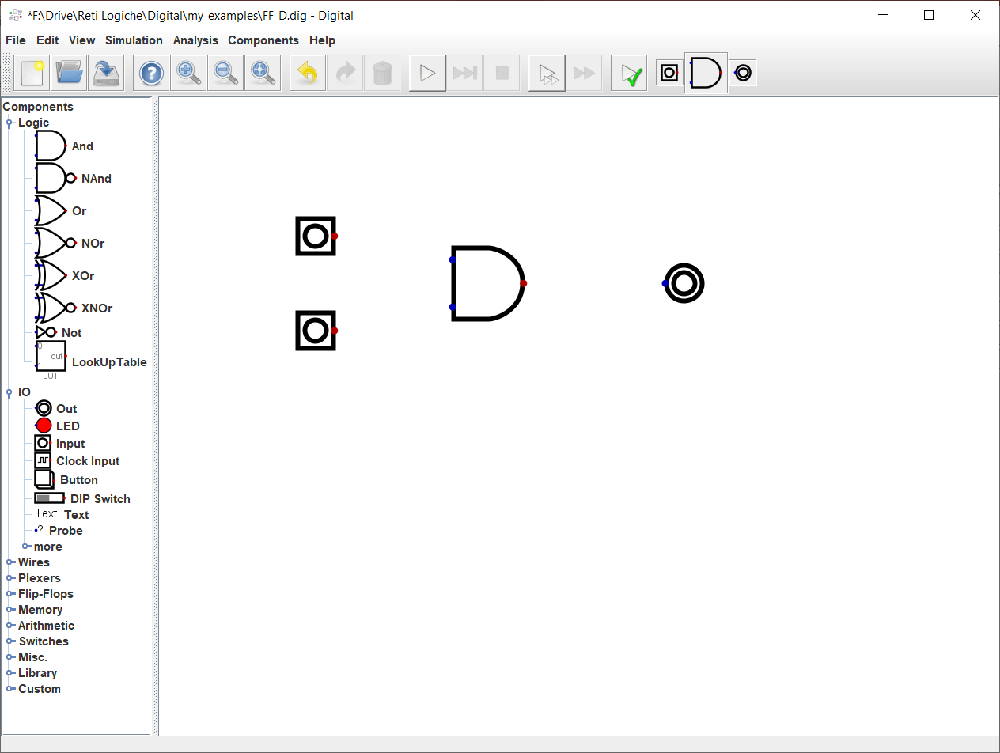 *F:\Drive\Reti Logiche\Digital\my_examples\FF_D.dig - Digital
File Edit View Simulation Analysis Components Help
Components
Logic
And
NAnd
Or
NOr
XOr
XNOr
Not
0
out
1
LookUpTable
LUT
IO
Out
LED
Input
Clock Input
Button
DIP Switch
Text Text
? Probe
more
Wires
Plexers
Flip-Flops
Memory
Arithmetic
Switches
Misc.
Library
Custom